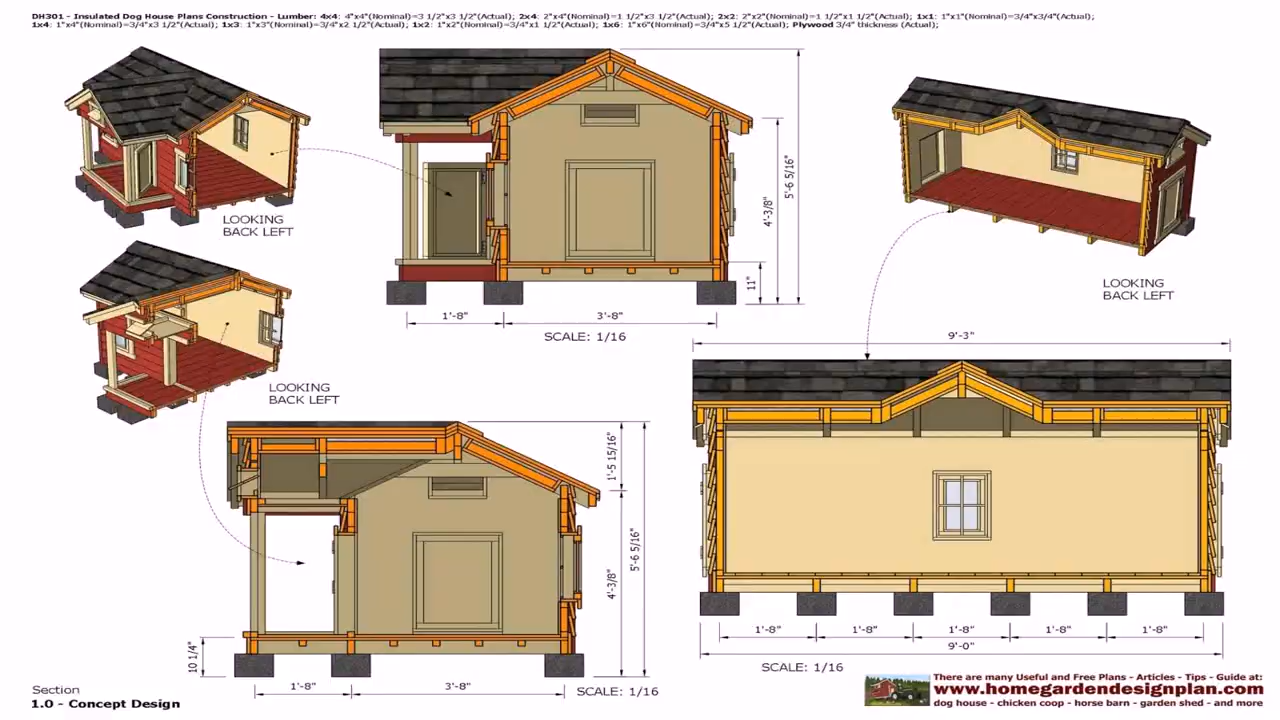 DH301 - Insulated Dog House Plans Construction - Lumber: 4x4: 4"x4"(Nominal)=3 1/2"x3 1/2"(Actual); 2x4: 2"x4"(Nominal)=1 1/2"x3 1/2"(Actual); 2x2: 2"x2"(Nominal)=1 1/2"x1 1/2"(Actual); 1x1: 1"x1"(Nominal)=3/4"x3/4"(Actual);
1x4: 1"x4"(Nominal)=3/4"x3 1/2"(Actual); 1x3: 1"x3"(Nominal)=3/4"x2 1/2"(Actual); 1x2: 1"x2"(Nominal)=3/4"x1 1/2"(Actual); 1x6: 1"x6"(Nominal)=3/4"x5 1/2"(Actual); Plywood 3/4" thickness (Actual);
LOOKING
BACK LEFT
11"
4'-3/8"
5'-6 5/16"
1'-8"
3'-8"
SCALE: 1/16
LOOKING
BACK LEFT
LOOKING
BACK LEFT
1'-5 15/16"
4'-3/8"
5'-6 5/16"
10 1/4"
1'-8"
3'-8"
SCALE: 1/16
9'-3"
1'-8"
1'-8"
1'-8"
1'-8"
1'-8"
9'-0"
SCALE: 1/16
Section
1.0 - Concept Design
There are many Useful and Free Plans - Articles - Tips - Guide at:
www.homegardendesignplan.com
dog house - chicken coop - horse barn - garden shed - and more